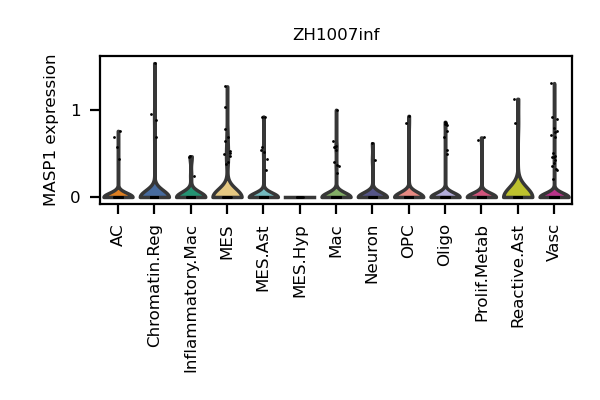 ZH1007inf
MASP1 expression
1
0
AC
Chromatin.Reg
Inflammatory.Mac
MES
MES.Ast
MES.Hyp
Mac
Neuron
OPC
Oligo
Prolif.Metab
Reactive.Ast
Vasc